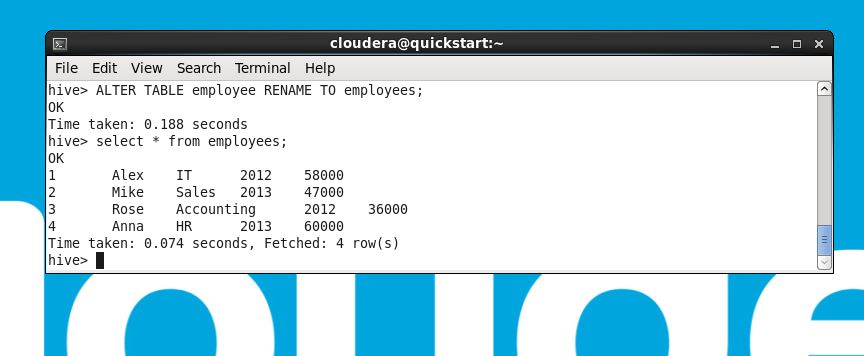 cloudera@quickstart:~
File Edit View Search Terminal Help
hive> ALTER TABLE employee RENAME TO employees;
OK
Time taken: 0.188 seconds
hive> select * from employees;
OK
1 Alex IT 2012 58000
2 Mike Sales 2013 47000
3 Rose Accounting 2012 36000
4 Anna HR 2013 60000
Time taken: 0.074 seconds, Fetched: 4 row(s)
hive>